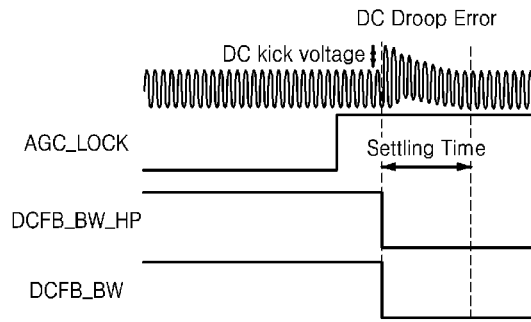 DC Droop Error
DC kick voltage
AGC_LOCK
Settling Time
DCFB_BW_HP
DCFB_BW